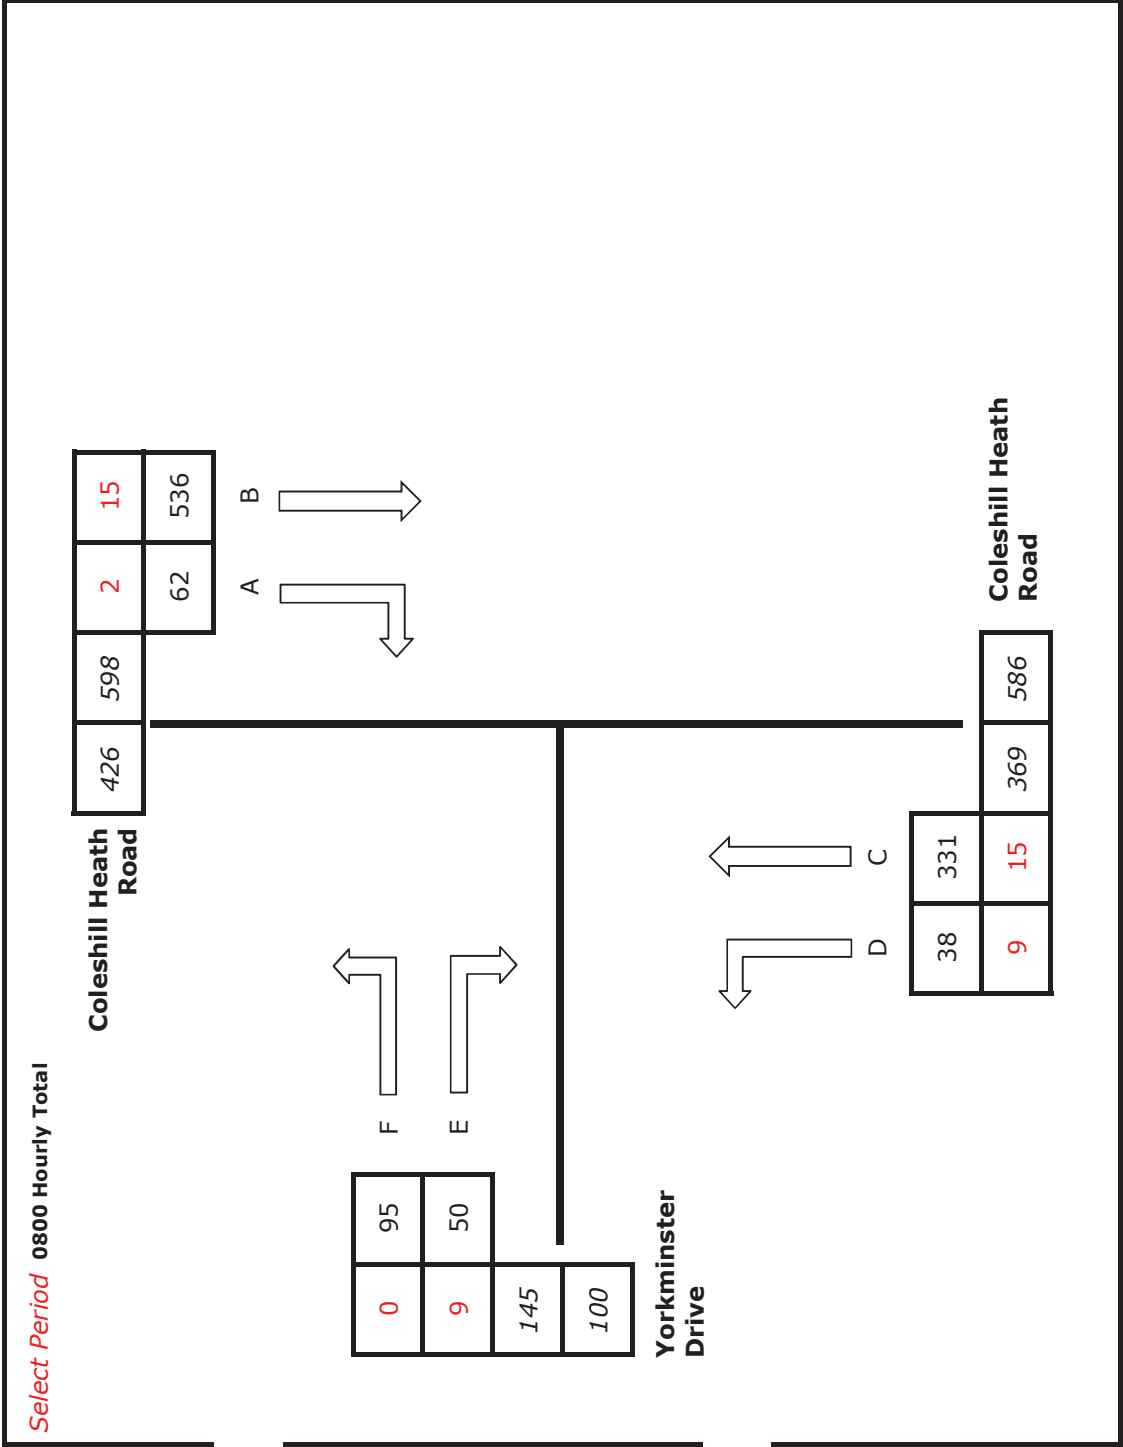 Select Period 0800 Hourly Total
Coleshill Heath
Road
426 598 2 15
62 536
A B
F
E
0 95
9 50
145
100
Yorkminster
Drive
D C
38 331
9 15 369 586
Coleshill Heath
Road